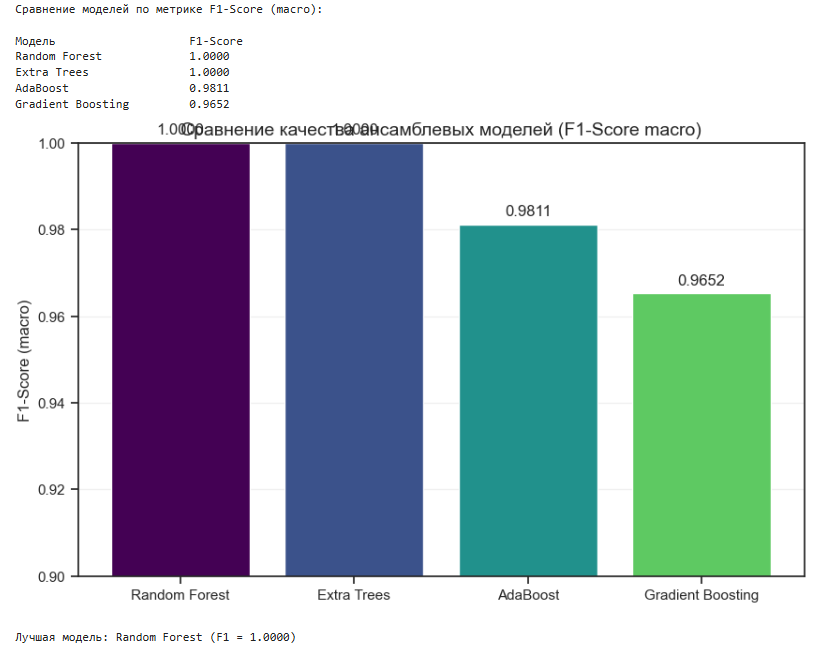 Сравнение моделей по метрике F1-Score (macro):
Модель F1-Score
Random Forest 1.0000
Extra Trees 1.0000
AdaBoost 0.9811
Gradient Boosting 0.9652
Сравнение качества ансамблевых моделей (F1-Score macro)
1.0000 1.0000
1.00
0.9811
0.98
0.9652
0.96
0.94
0.92
0.90
F1-Score (macro)
Random Forest Extra Trees AdaBoost Gradient Boosting
Лучшая модель: Random Forest (F1 = 1.0000)